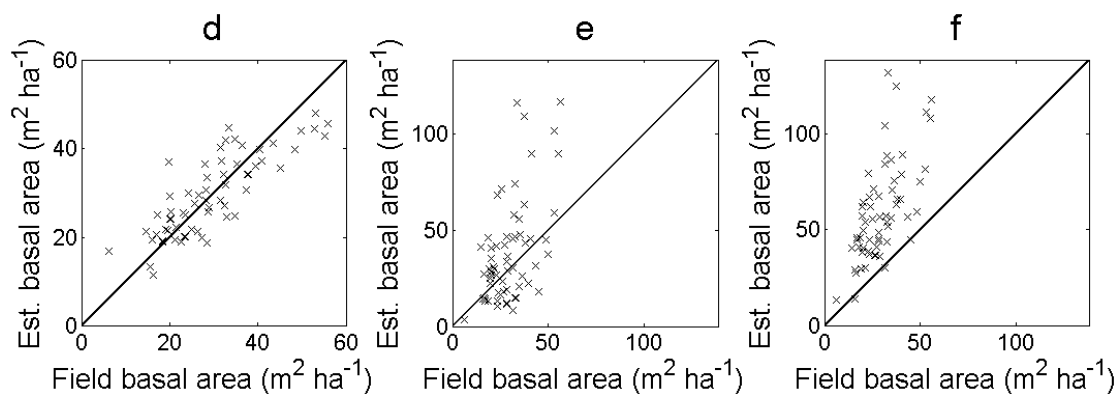 d
Est. basal area (m² ha⁻¹)
60
40
20
0
0 20 40 60
Field basal area (m² ha⁻¹)
e
Est. basal area (m² ha⁻¹)
100
50
0
0 50 100
Field basal area (m² ha⁻¹)
f
Est. basal area (m² ha⁻¹)
100
50
0
0 50 100
Field basal area (m² ha⁻¹)